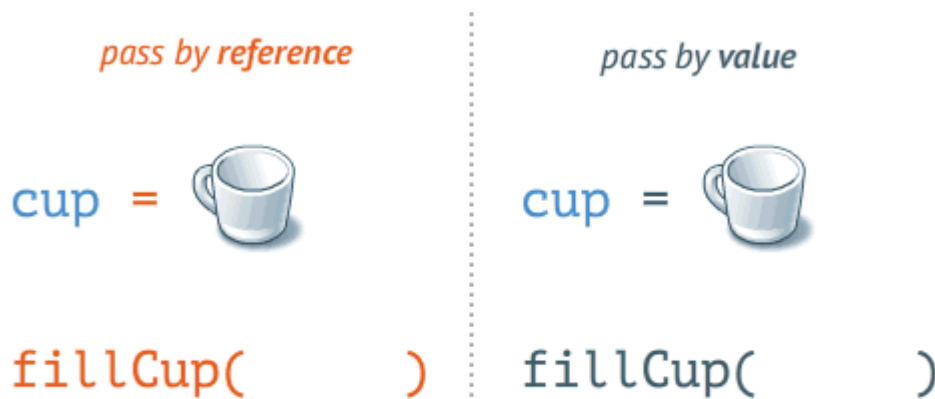 pass by reference
cup =
fillCup( )
pass by value
cup =
fillCup( )